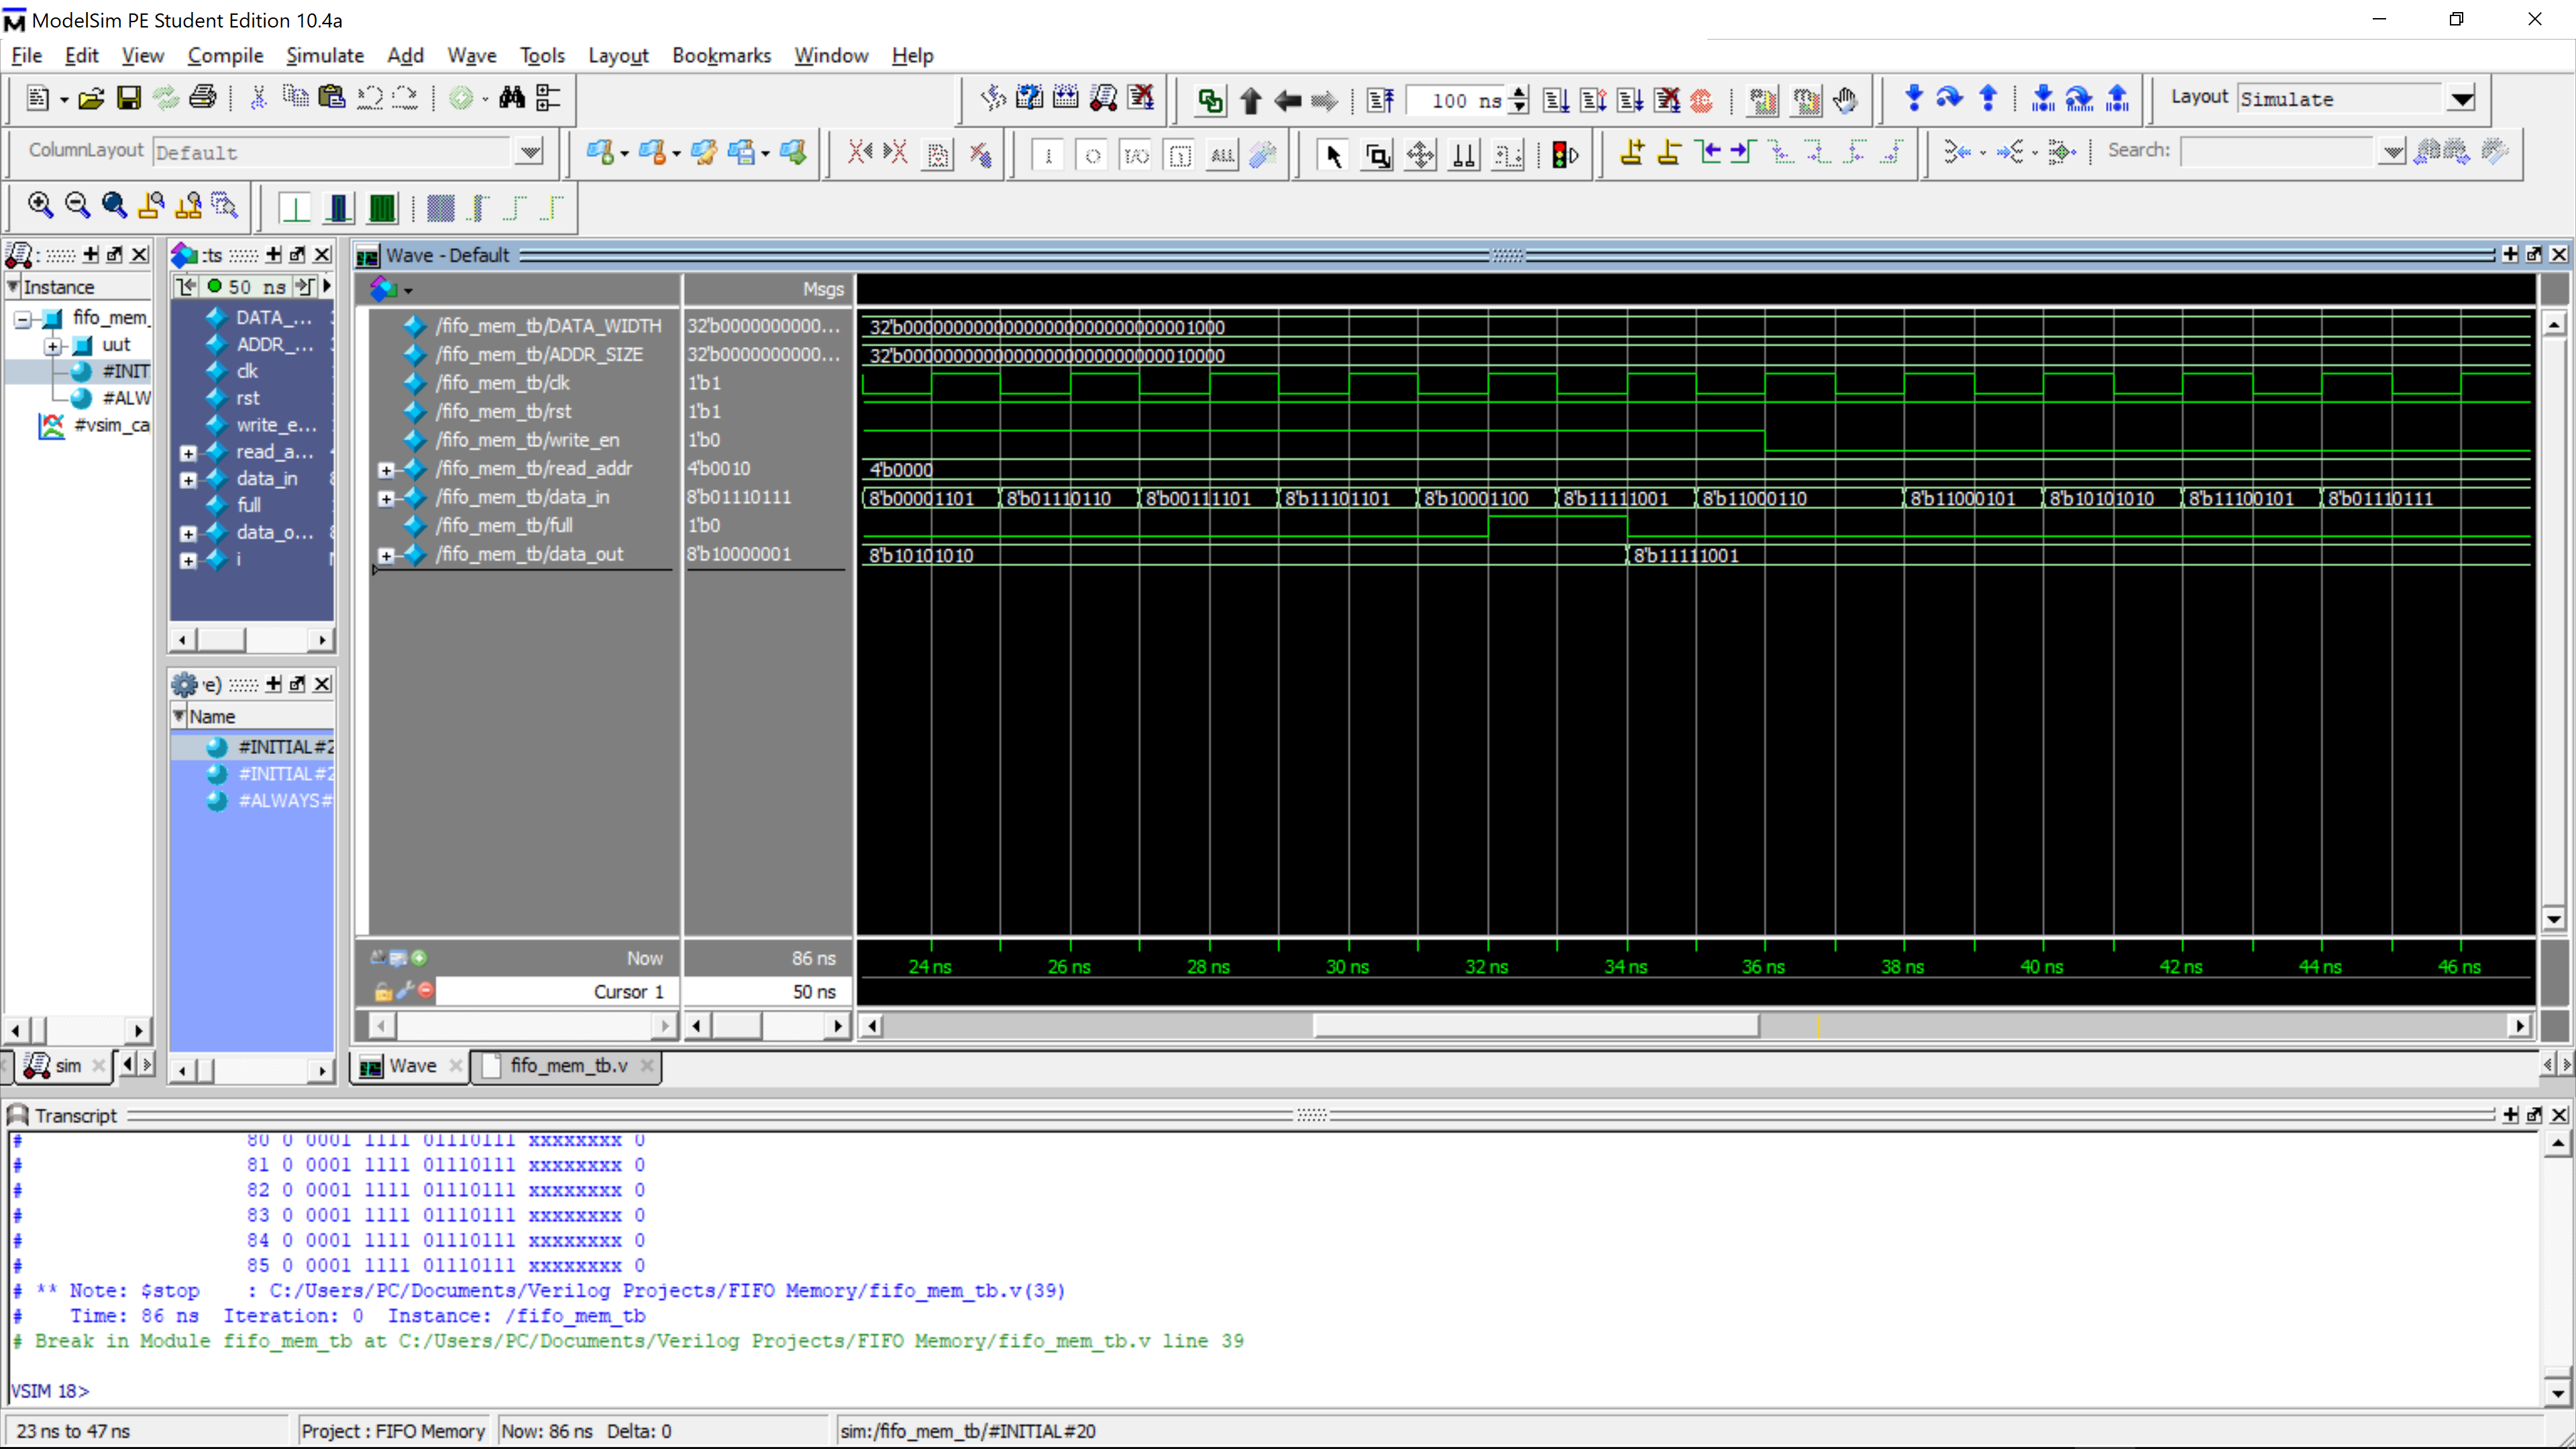 ModelSim PE Student Edition 10.4a
File Edit View Compile Simulate Add Wave Tools Layout Bookmarks Window Help
100 ns
Layout Simulate
ColumnLayout Default
ALL
Search:
Instance
fifo_mem_
uut
#INIT
#ALW
#vsim_ca
:ts
50 ns
DATA_...
ADDR_...
clk
rst
write_e...
read_a...
data_in
full
data_o...
i
Name
#INITIAL#2
#INITIAL#2
#ALWAYS#
Wave - Default
Msgs
/fifo_mem_tb/DATA_WIDTH 32'b0000000000... 32'b00000000000000000000000000001000
/fifo_mem_tb/ADDR_SIZE 32'b0000000000... 32'b00000000000000000000000000010000
/fifo_mem_tb/clk 1'b1
/fifo_mem_tb/rst 1'b1
/fifo_mem_tb/write_en 1'b0
/fifo_mem_tb/read_addr 4'b0010 4'b0000
/fifo_mem_tb/data_in 8'b01110111 8'b00001101 8'b01110110 8'b00111101 8'b11101101 8'b10001100 8'b11111001 8'b11000110 8'b11000101 8'b10101010 8'b11100101 8'b01110111
/fifo_mem_tb/full 1'b0
/fifo_mem_tb/data_out 8'b10000001 8'b10101010 8'b11111001
Now 86 ns 24 ns 26 ns 28 ns 30 ns 32 ns 34 ns 36 ns 38 ns 40 ns 42 ns 44 ns 46 ns
Cursor 1 50 ns
sim
Wave fifo_mem_tb.v
Transcript
# 80 0 0001 1111 01110111 xxxxxxxx 0
# 81 0 0001 1111 01110111 xxxxxxxx 0
# 82 0 0001 1111 01110111 xxxxxxxx 0
# 83 0 0001 1111 01110111 xxxxxxxx 0
# 84 0 0001 1111 01110111 xxxxxxxx 0
# 85 0 0001 1111 01110111 xxxxxxxx 0
# ** Note: $stop : C:/Users/PC/Documents/Verilog Projects/FIFO Memory/fifo_mem_tb.v(39)
# Time: 86 ns Iteration: 0 Instance: /fifo_mem_tb
# Break in Module fifo_mem_tb at C:/Users/PC/Documents/Verilog Projects/FIFO Memory/fifo_mem_tb.v line 39
VSIM 18>
23 ns to 47 ns Project : FIFO Memory Now: 86 ns Delta: 0 sim:/fifo_mem_tb/#INITIAL#20